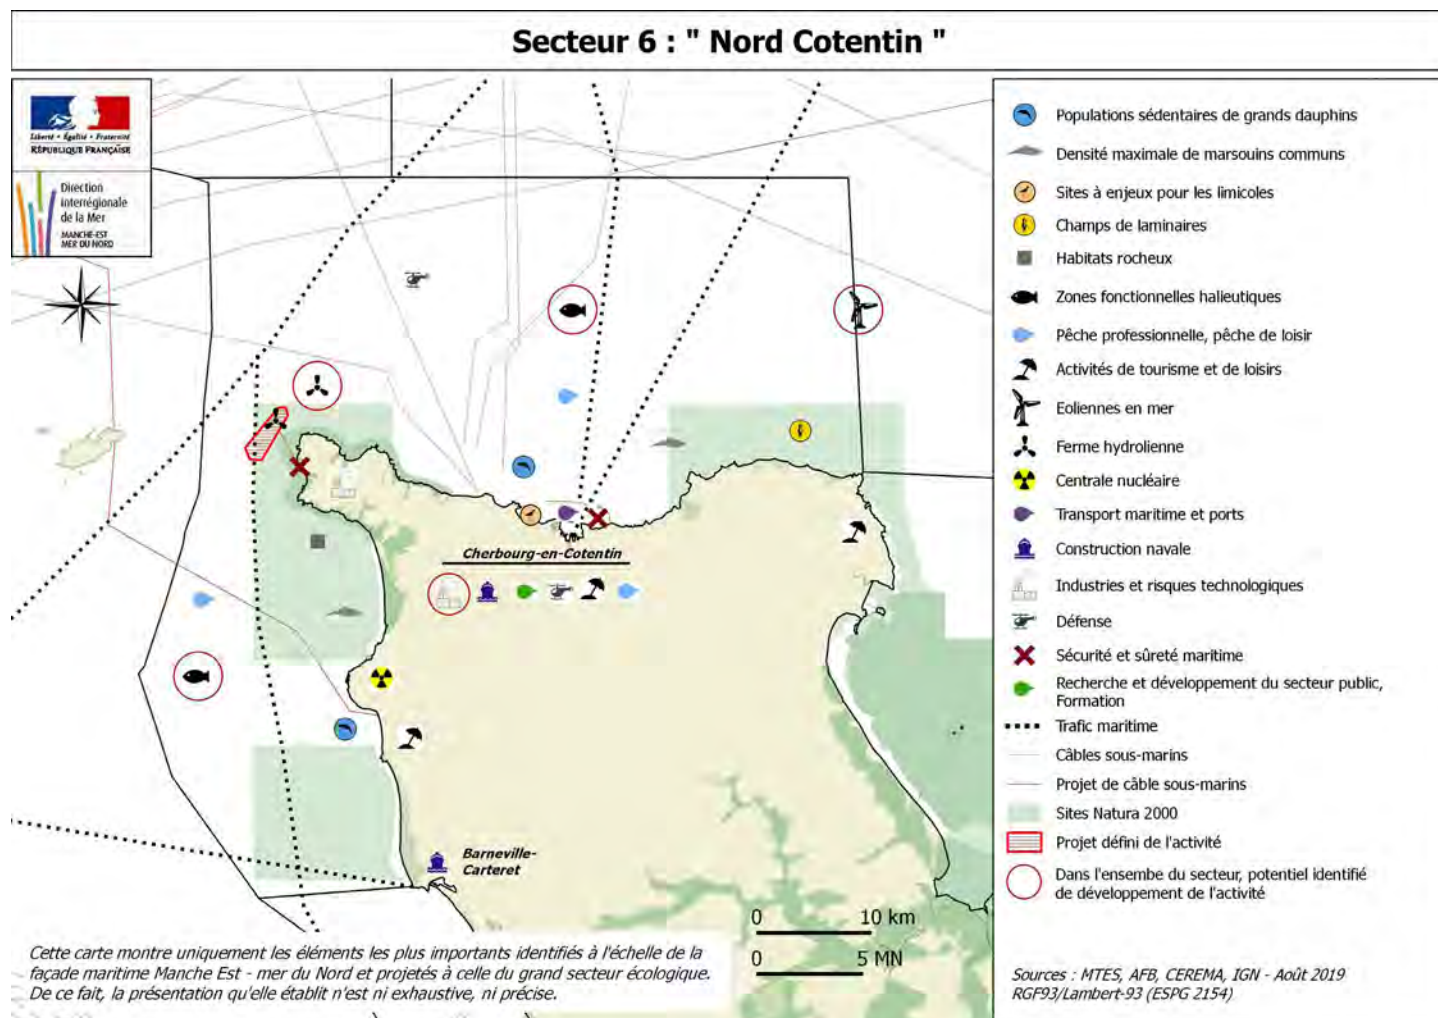 Secteur 6 : " Nord Cotentin "
Liberté • Égalité • Fraternité
RÉPUBLIQUE FRANÇAISE
Direction
interrégionale
de la Mer
MANCHE-EST
MER DU NORD
Cherbourg-en-Cotentin
Barneville-
Carteret
0 10 km
0 5 MN
Cette carte montre uniquement les éléments les plus importants identifiés à l'échelle de la
façade maritime Manche Est - mer du Nord et projetés à celle du grand secteur écologique.
De ce fait, la présentation qu'elle établit n'est ni exhaustive, ni précise.
Populations sédentaires de grands dauphins
Densité maximale de marsouins communs
Sites à enjeux pour les limicoles
Champs de laminaires
Habitats rocheux
Zones fonctionnelles halieutiques
Pêche professionnelle, pêche de loisir
Activités de tourisme et de loisirs
Eoliennes en mer
Ferme hydrolienne
Centrale nucléaire
Transport maritime et ports
Construction navale
Industries et risques technologiques
Défense
Sécurité et sûreté maritime
Recherche et développement du secteur public,
Formation
Trafic maritime
Câbles sous-marins
Projet de câble sous-marins
Sites Natura 2000
Projet défini de l'activité
Dans l'ensembe du secteur, potentiel identifié
de développement de l'activité
Sources : MTES, AFB, CEREMA, IGN - Août 2019
RGF93/Lambert-93 (ESPG 2154)